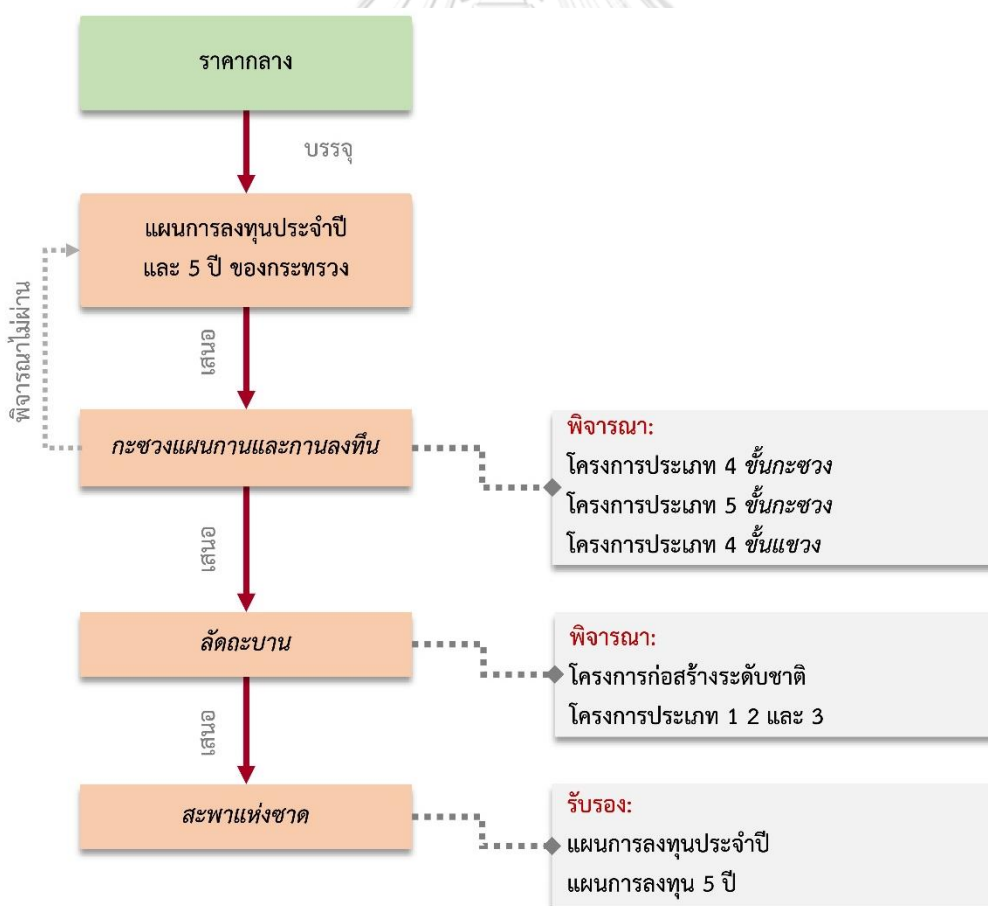 ราคากลาง
บรรจุ
แผนการลงทุนประจำปี
และ 5 ปี ของกระทรวง
พิจารณาไม่ผ่าน
เสนอ
กะซวงแผนกานและกานลงทึน
พิจารณา:
โครงการประเภท 4 ขั้นกะซวง
โครงการประเภท 5 ขั้นกะซวง
โครงการประเภท 4 ขั้นแขวง
เสนอ
ลัดถะบาน
พิจารณา:
โครงการก่อสร้างระดับชาติ
โครงการประเภท 1 2 และ 3
เสนอ
สะพาแห่งซาด
รับรอง:
แผนการลงทุนประจำปี
แผนการลงทุน 5 ปี